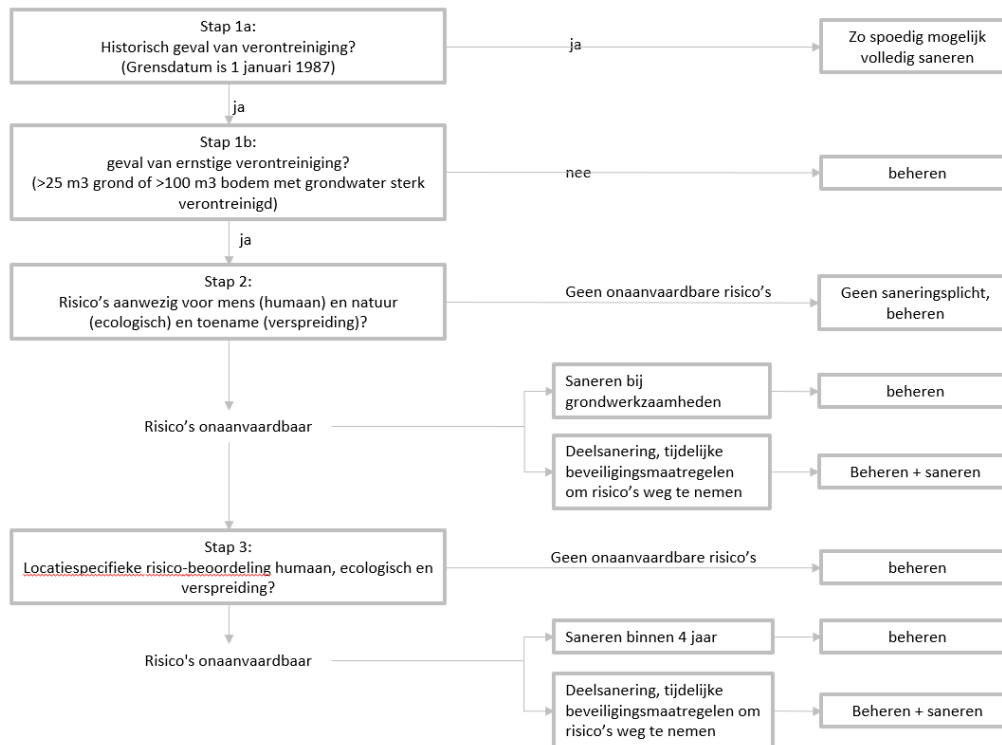 Stap 1a:
Historisch geval van verontreiniging?
(Grensdatum is 1 januari 1987)
ja
Zo spoedig mogelijk
volledig saneren
ja
Stap 1b:
geval van ernstige verontreiniging?
(>25 m3 grond of >100 m3 bodem met grondwater sterk
verontreinigd)
nee
beheren
ja
Stap 2:
Risico’s aanwezig voor mens (humaan) en natuur
(ecologisch) en toename (verspreiding)?
Geen onaanvaardbare risico’s
Geen saneringsplicht,
beheren
Risico’s onaanvaardbaar
Saneren bij
grondwerkzaamheden
beheren
Deelsanering, tijdelijke
beveiligingsmaatregelen
om risico’s weg te nemen
Beheren + saneren
Stap 3:
Locatiespecifieke risico-beoordeling humaan, ecologisch en
verspreiding?
Geen onaanvaardbare risico’s
beheren
Risico's onaanvaardbaar
Saneren binnen 4 jaar
beheren
Deelsanering, tijdelijke
beveiligingsmaatregelen om
risico’s weg te nemen
Beheren + saneren